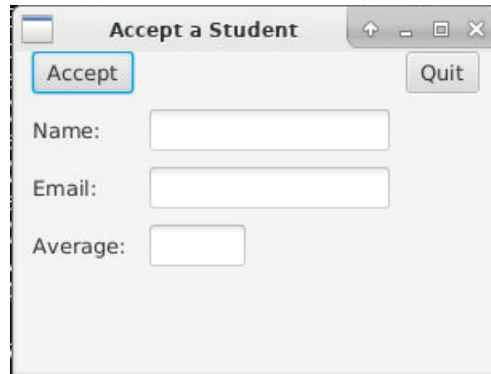 Accept a Student
Accept Quit
Name:
Email:
Average: